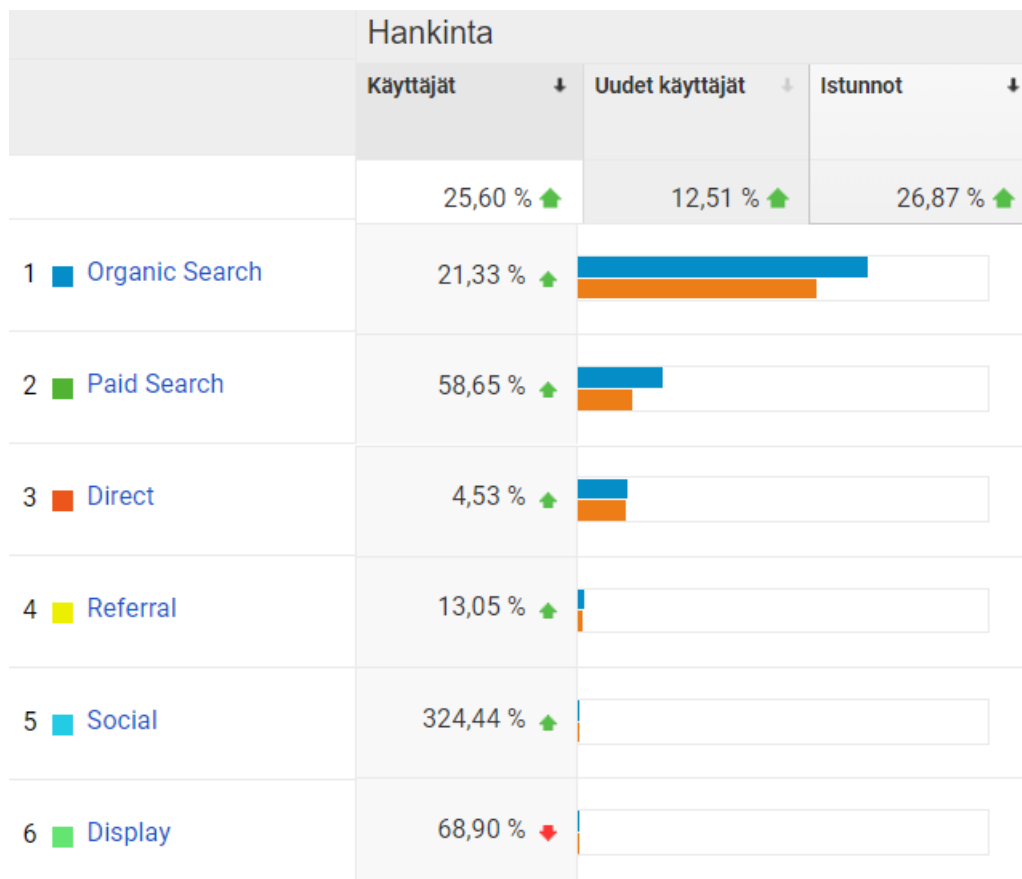 Hankinta
Käyttäjät Uudet käyttäjät Istunnot
25,60 % 12,51 % 26,87 %
1 Organic Search 21,33 %
2 Paid Search 58,65 %
3 Direct 4,53 %
4 Referral 13,05 %
5 Social 324,44 %
6 Display 68,90 %